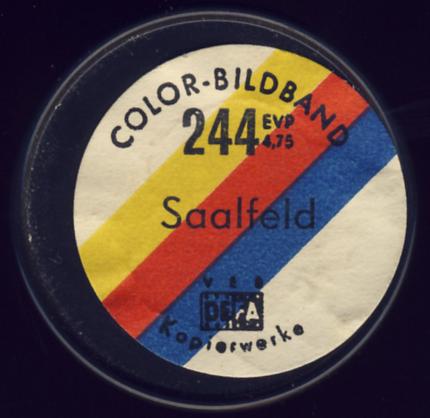 COLOR-BILDBAND
244 EVP 4,75
Saalfeld
VEB
DEFA
Kopierwerke